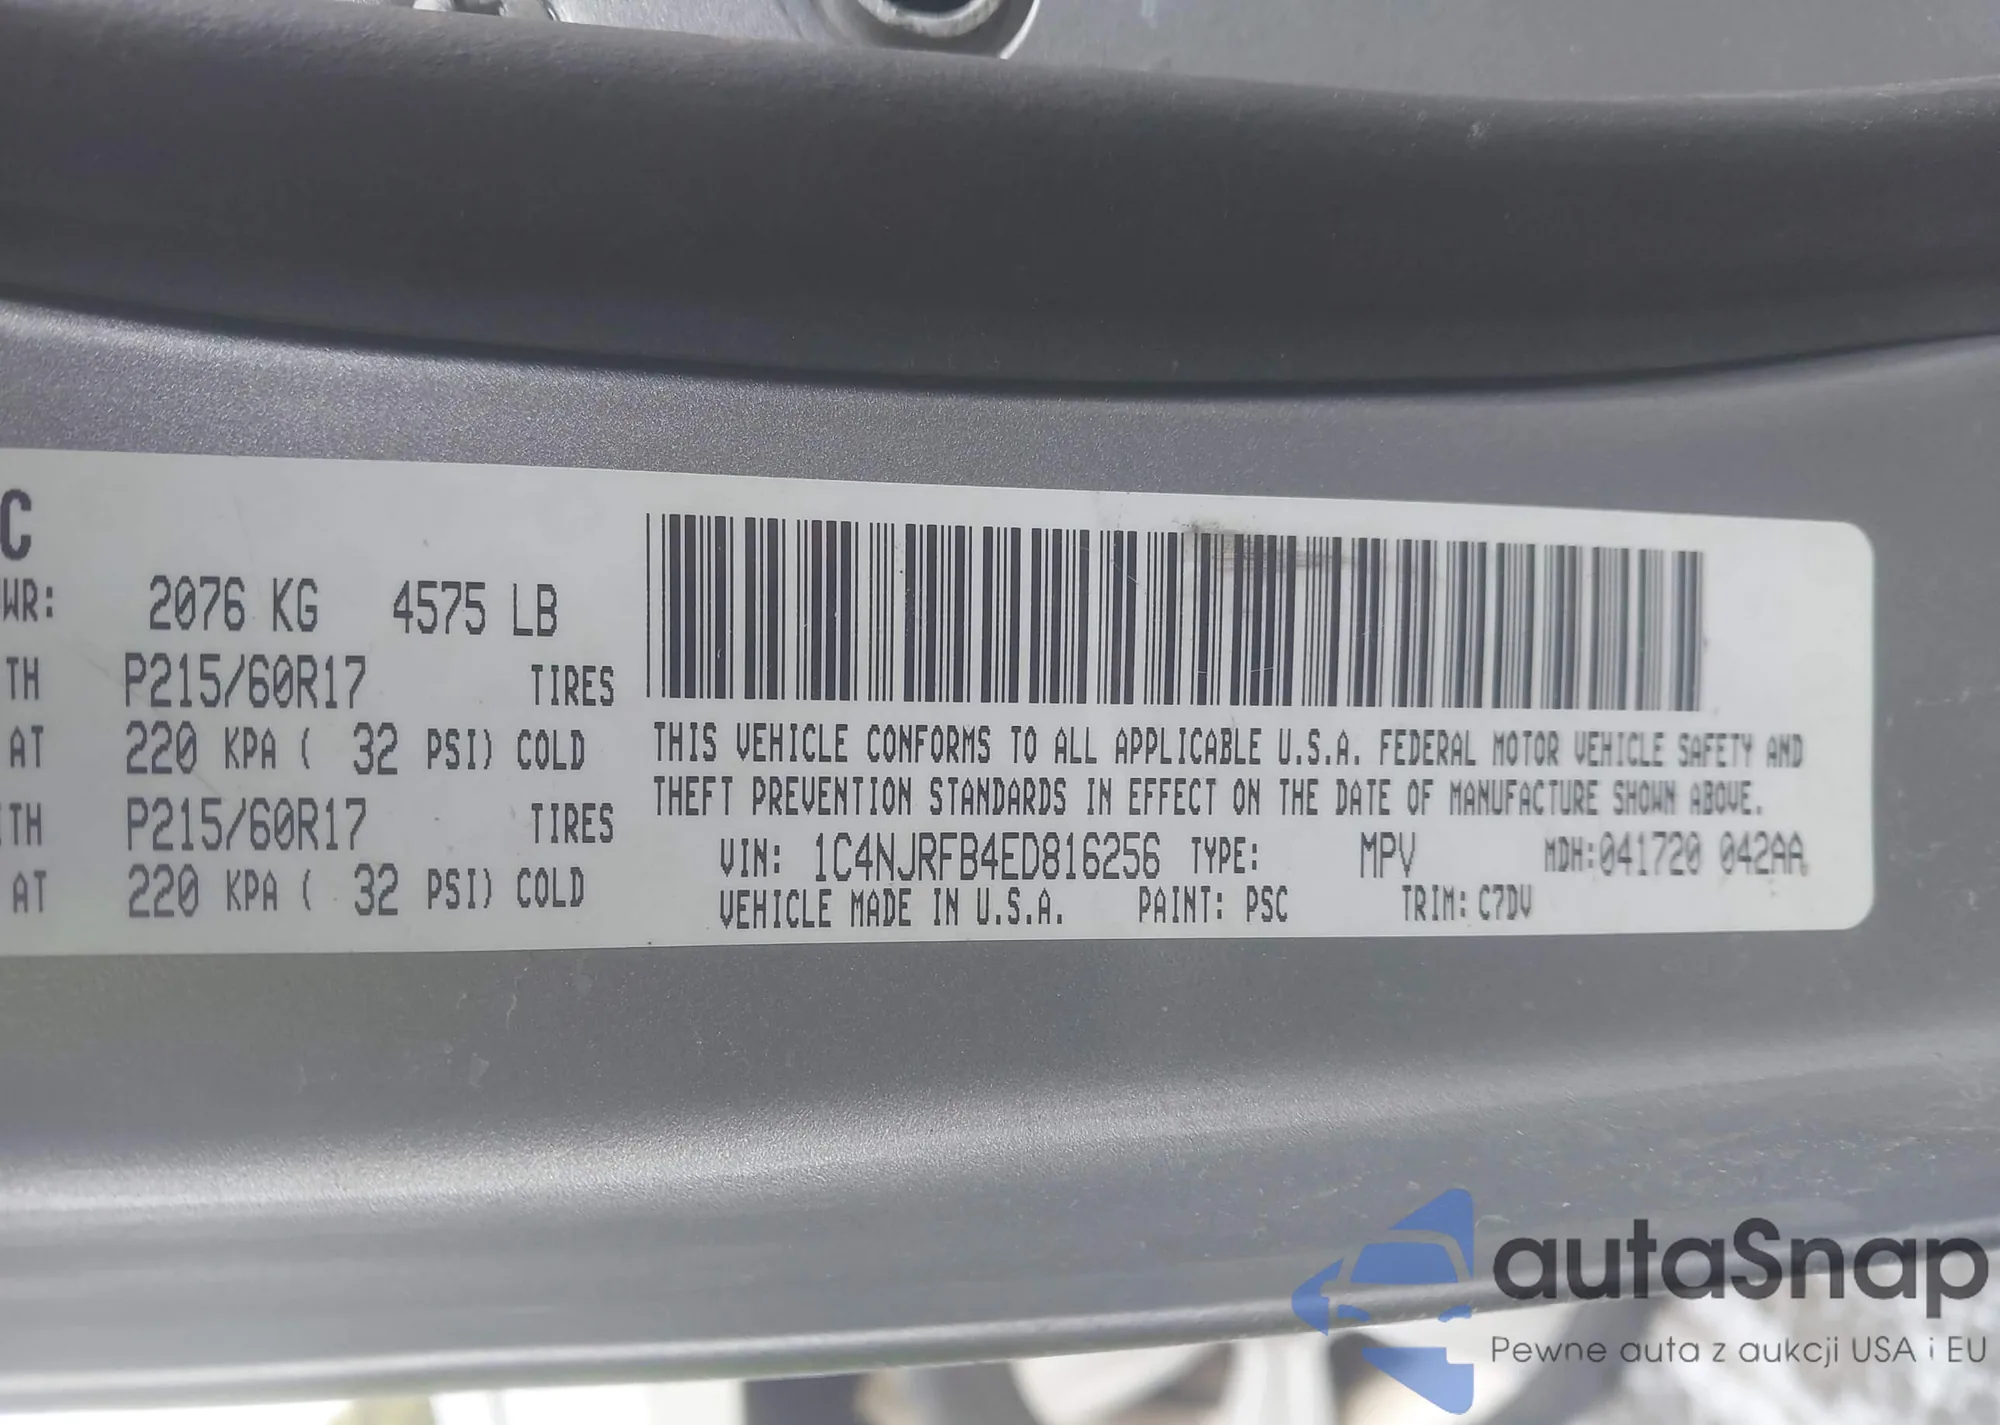 C
WR: 2076 KG 4575 LB
TH P215/60R17 TIRES
AT 220 KPA ( 32 PSI) COLD
TH P215/60R17 TIRES
AT 220 KPA ( 32 PSI) COLD
THIS VEHICLE CONFORMS TO ALL APPLICABLE U.S.A. FEDERAL MOTOR VEHICLE SAFETY AND
THEFT PREVENTION STANDARDS IN EFFECT ON THE DATE OF MANUFACTURE SHOWN ABOVE.
VIN: 1C4NJRFB4ED816256 TYPE: MPV MDH:041720 042AA
VEHICLE MADE IN U.S.A. PAINT: PSC TRIM: C7DV
autaSnap
Pewne auta z aukcji USA i EU